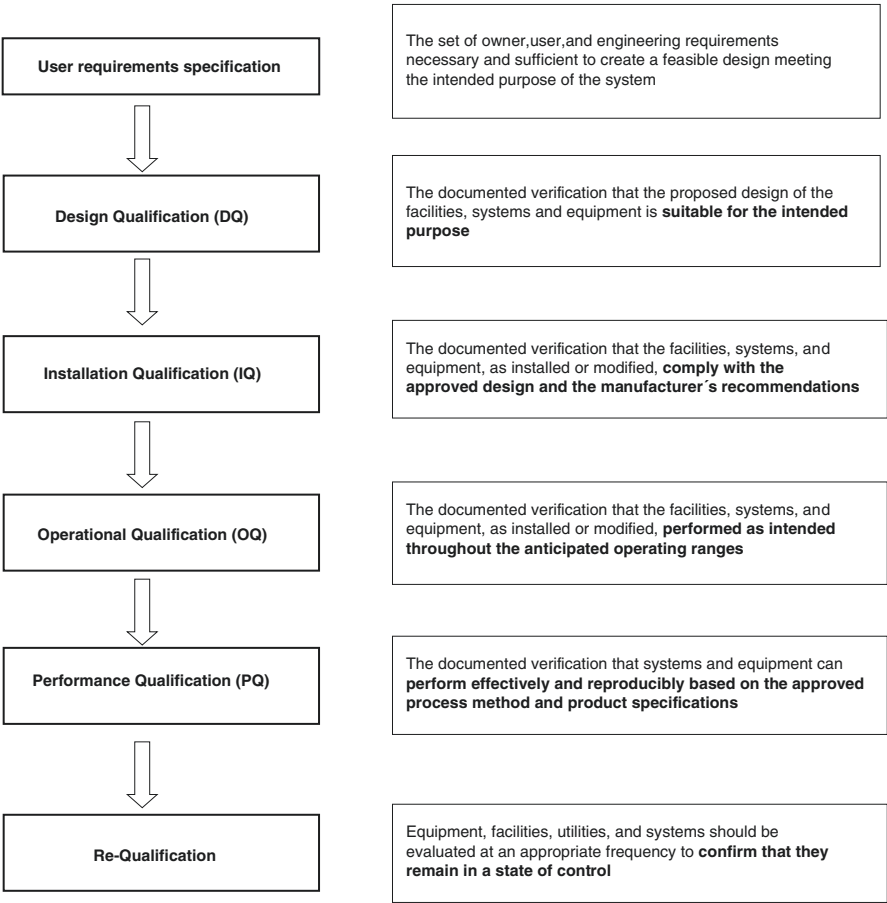 User requirements specification
The set of owner,user,and engineering requirements
necessary and sufficient to create a feasible design meeting
the intended purpose of the system
Design Qualification (DQ)
The documented verification that the proposed design of the
facilities, systems and equipment is suitable for the intended
purpose
Installation Qualification (IQ)
The documented verification that the facilities, systems, and
equipment, as installed or modified, comply with the
approved design and the manufacturer´s recommendations
Operational Qualification (OQ)
The documented verification that the facilities, systems, and
equipment, as installed or modified, performed as intended
throughout the anticipated operating ranges
Performance Qualification (PQ)
The documented verification that systems and equipment can
perform effectively and reproducibly based on the approved
process method and product specifications
Re-Qualification
Equipment, facilities, utilities, and systems should be
evaluated at an appropriate frequency to confirm that they
remain in a state of control